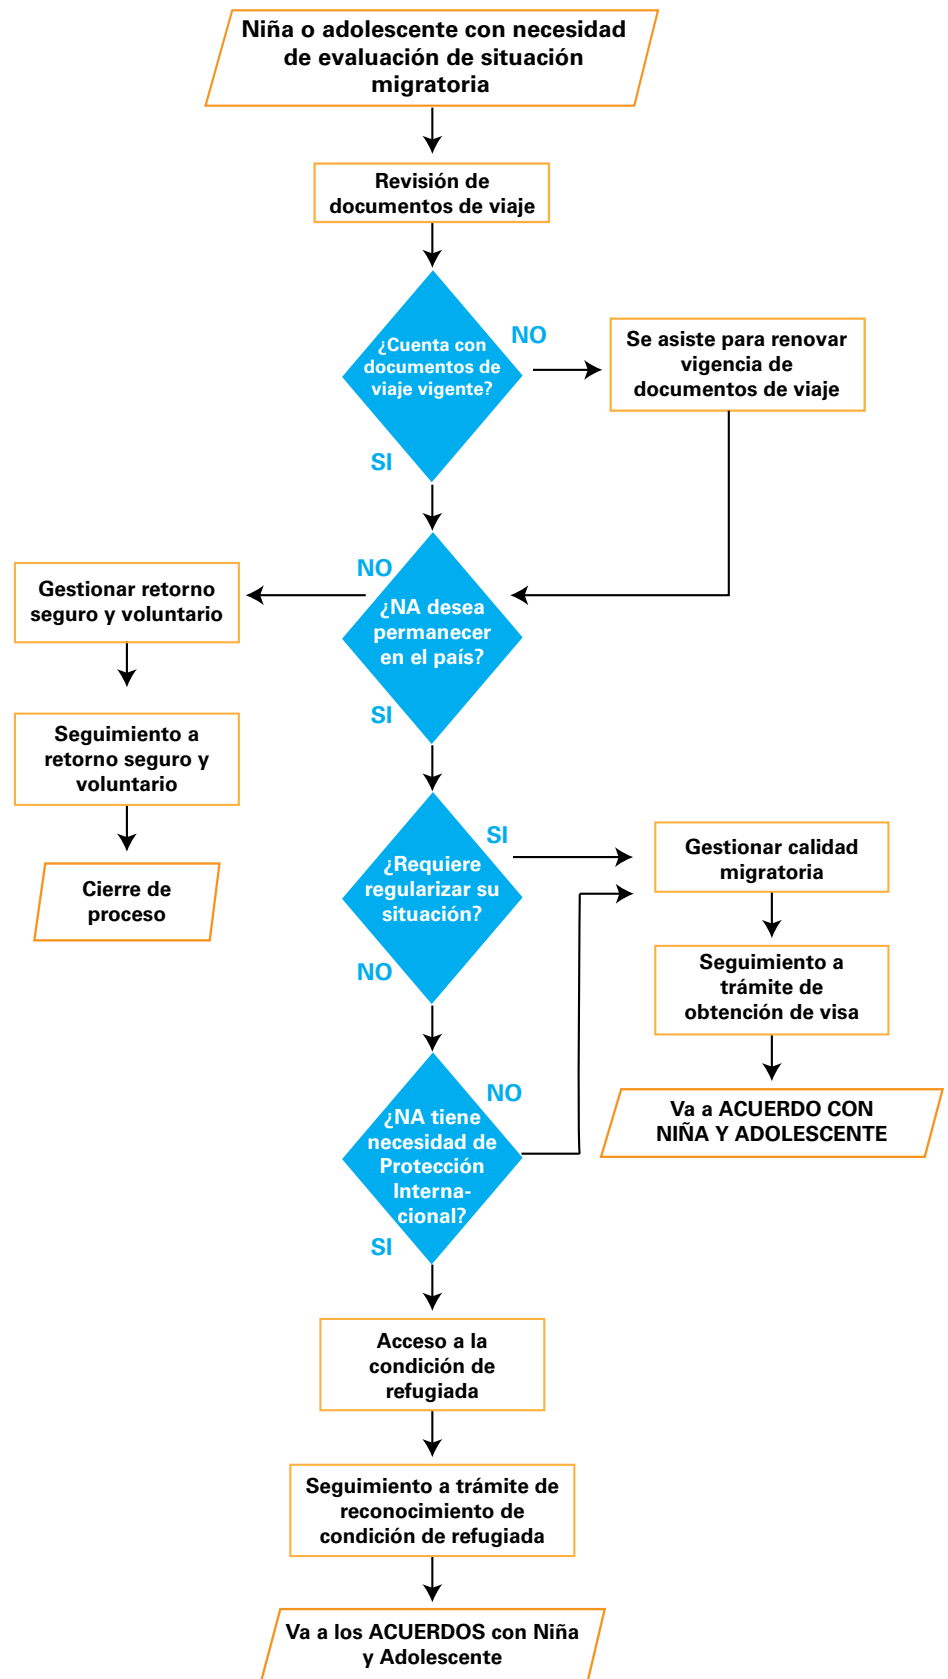 Niña o adolescente con necesidad
de evaluación de situación
migratoria
Revisión de
documentos de viaje
¿Cuenta con
documentos de
viaje vigente?
NO
Se asiste para renovar
vigencia de
documentos de viaje
SI
NO
Gestionar retorno
seguro y voluntario
¿NA desea
permanecer
en el país?
SI
Seguimiento a
retorno seguro y
voluntario
Cierre de
proceso
¿Requiere
regularizar su
situación?
SI
Gestionar calidad
migratoria
NO
Seguimiento a
trámite de
obtención de visa
Va a ACUERDO CON
NIÑA Y ADOLESCENTE
¿NA tiene
necesidad de
Protección
Interna-
cional?
NO
SI
Acceso a la
condición de
refugiada
Seguimiento a trámite de
reconocimiento de
condición de refugiada
Va a los ACUERDOS con Niña
y Adolescente